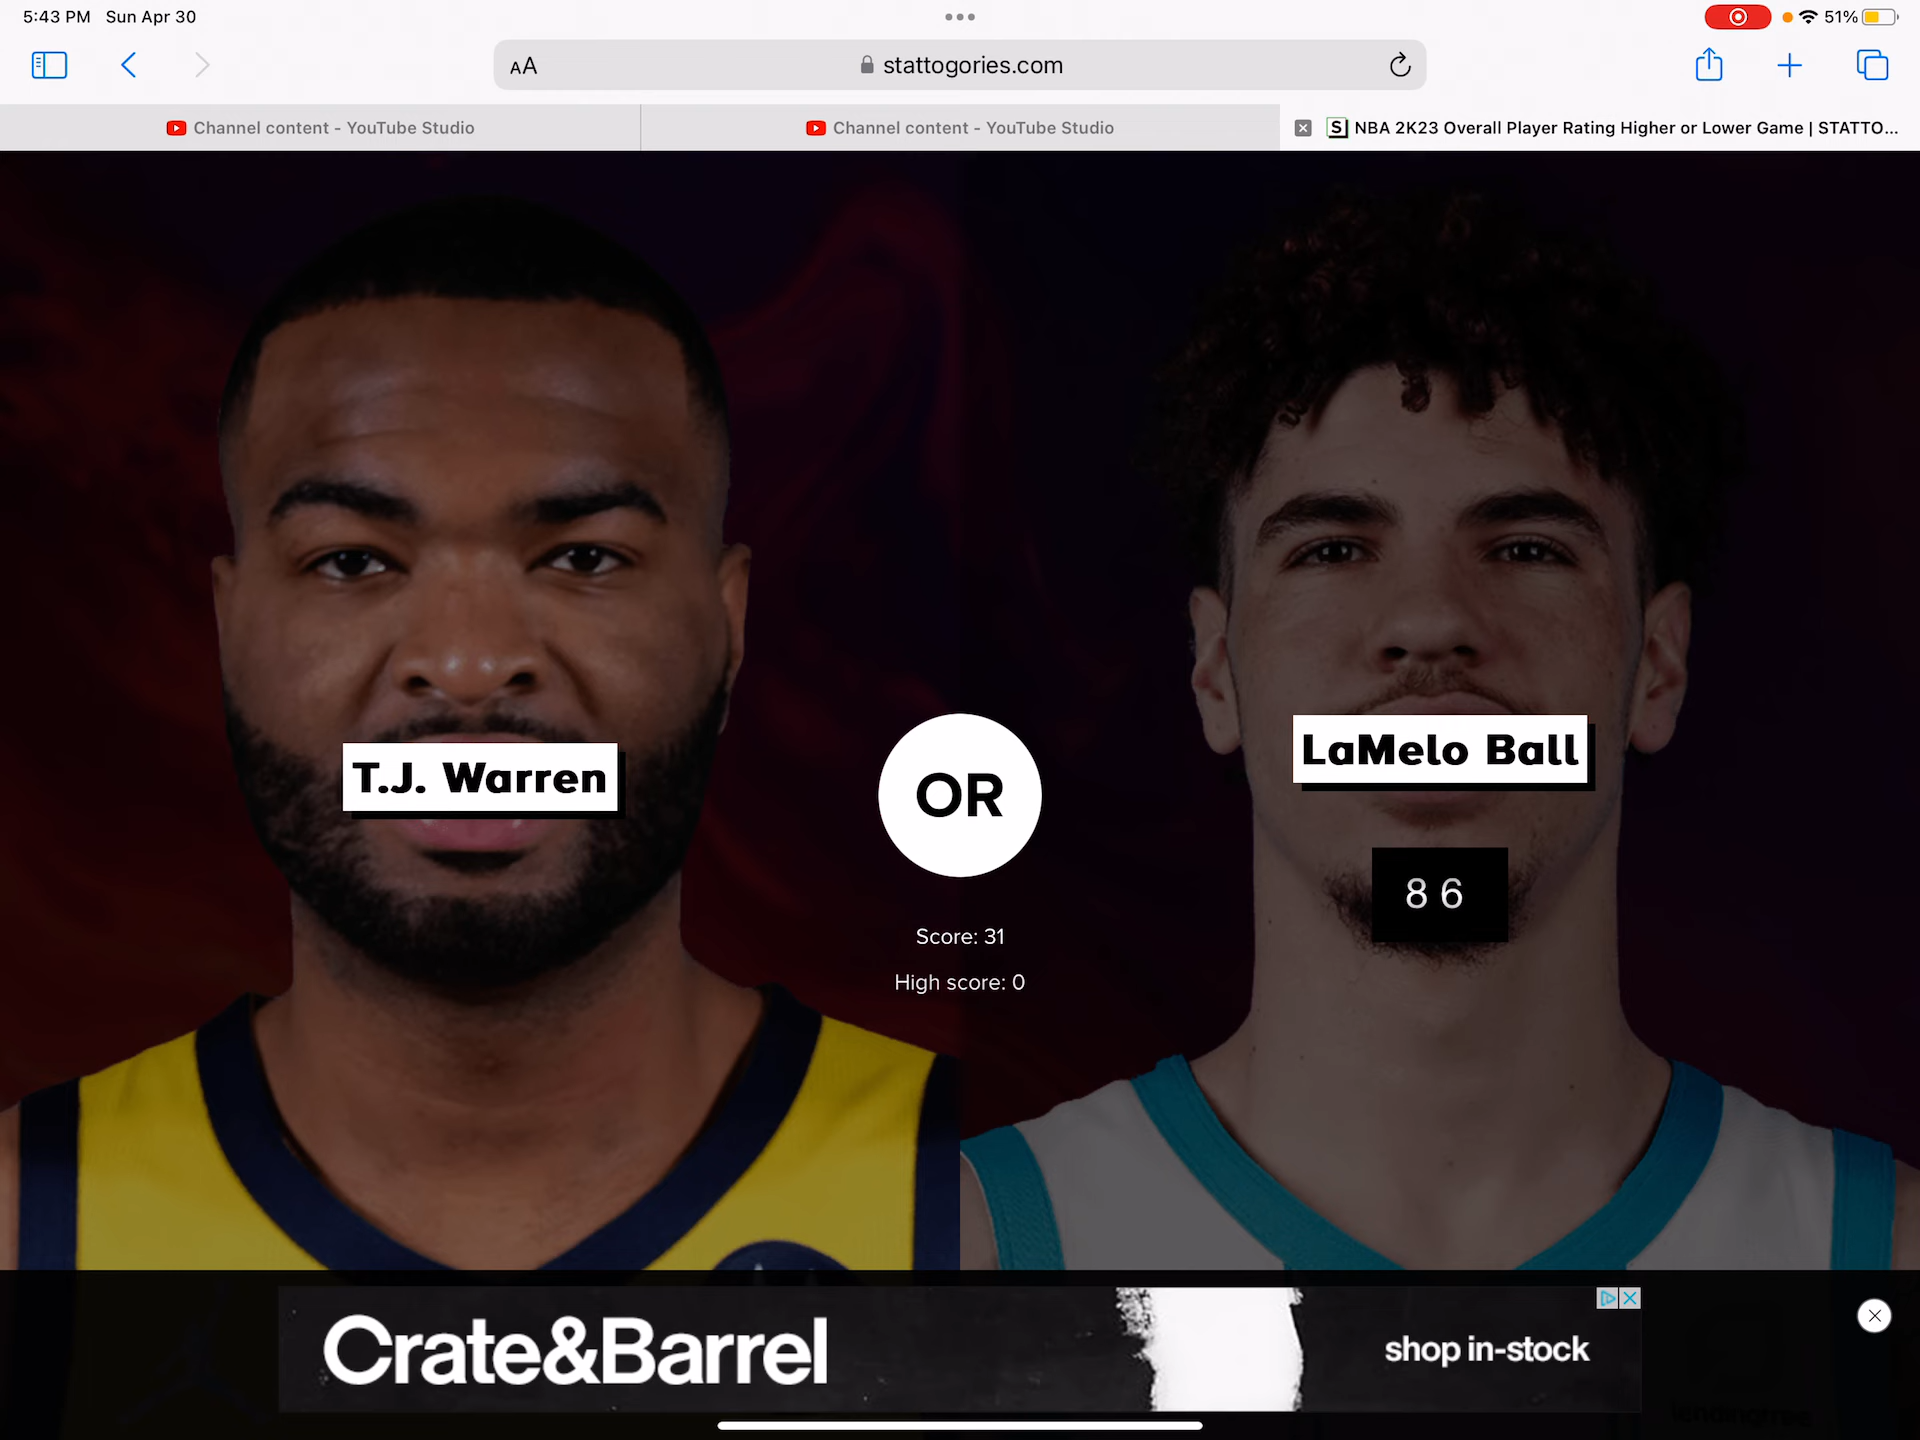 5:43 PM Sun Apr 30
51%
AA
stattogories.com
Channel content - YouTube Studio
Channel content - YouTube Studio
NBA 2K23 Overall Player Rating Higher or Lower Game | STATTO...
T.J. Warren
OR
LaMelo Ball
86
Score: 31
High score: 0
Crate&Barrel
shop in-stock